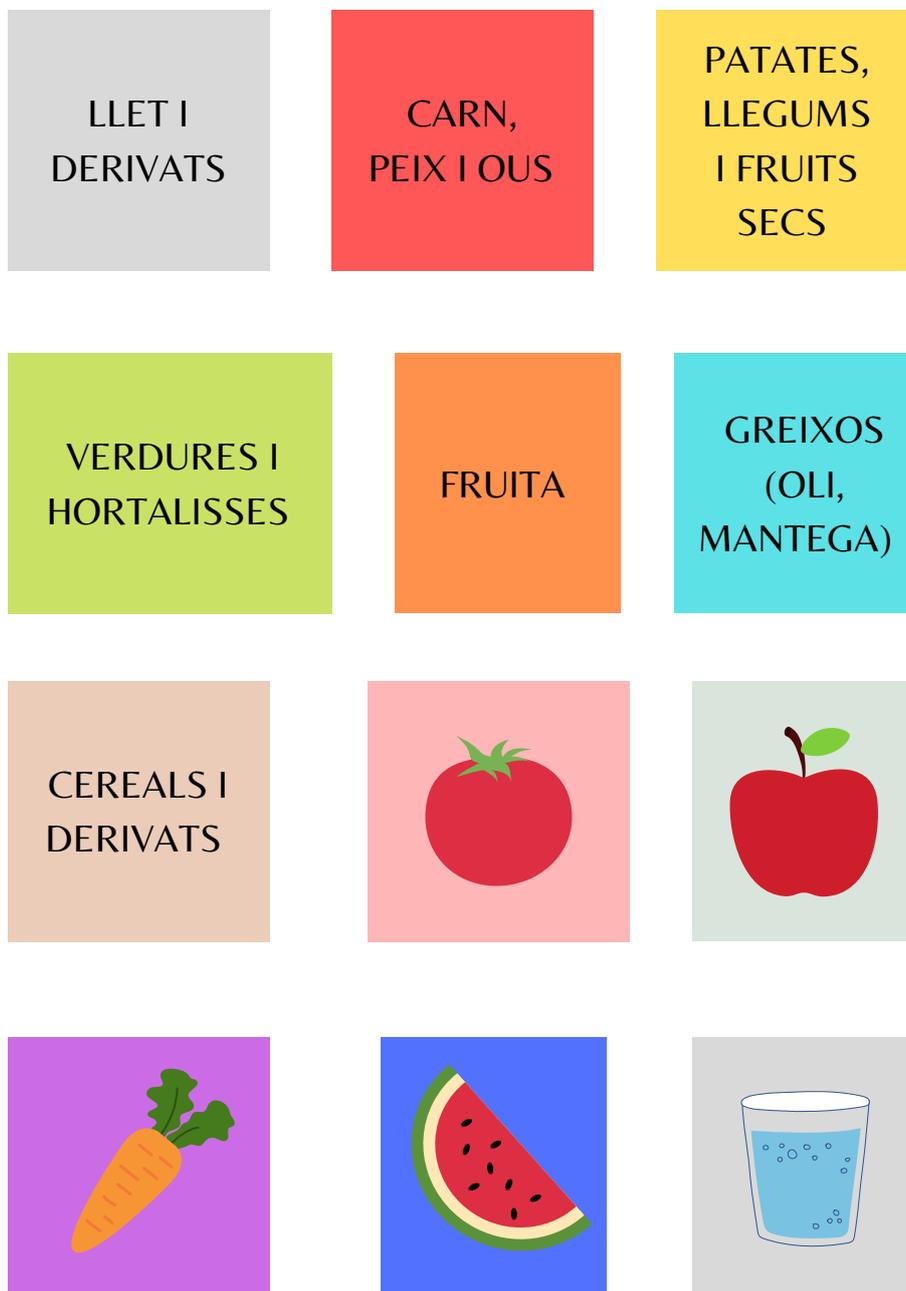 LLET I
DERIVATS
CARN,
PEIX I OUS
PATATES,
LLEGUMS
I FRUITS
SECS
VERDURES I
HORTALISSES
FRUITA
GREIXOS
(OLI,
MANTEGA)
CEREALS I
DERIVATS